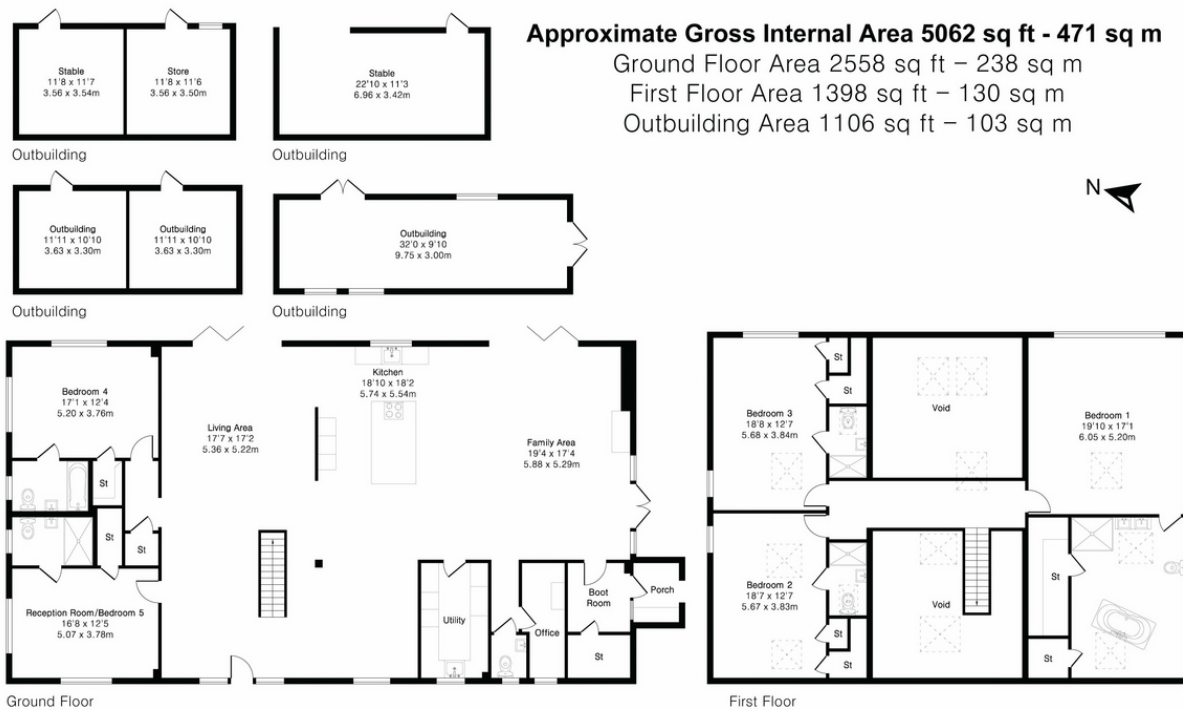 Approximate Gross Internal Area 5062 sq ft - 471 sq m
Ground Floor Area 2558 sq ft – 238 sq m
First Floor Area 1398 sq ft – 130 sq m
Outbuilding Area 1106 sq ft – 103 sq m
N
Stable
11'8 x 11'7
3.56 x 3.54m
Store
11'8 x 11'6
3.56 x 3.50m
Outbuilding
Stable
22'10 x 11'3
6.96 x 3.42m
Outbuilding
Outbuilding
11'11 x 10'10
3.63 x 3.30m
Outbuilding
11'11 x 10'10
3.63 x 3.30m
Outbuilding
Outbuilding
32'0 x 9'10
9.75 x 3.00m
Outbuilding
Bedroom 4
17'1 x 12'4
5.20 x 3.76m
Living Area
17'7 x 17'2
5.36 x 5.22m
Kitchen
18'10 x 18'2
5.74 x 5.54m
Family Area
19'4 x 17'4
5.88 x 5.29m
St
St
St
Reception Room/Bedroom 5
16'8 x 12'5
5.07 x 3.78m
Utility
Office
Boot
Room
Porch
St
Ground Floor
Bedroom 3
18'8 x 12'7
5.68 x 3.84m
St
St
Void
Bedroom 1
19'10 x 17'1
6.05 x 5.20m
Bedroom 2
18'7 x 12'7
5.67 x 3.83m
St
St
Void
St
St
First Floor